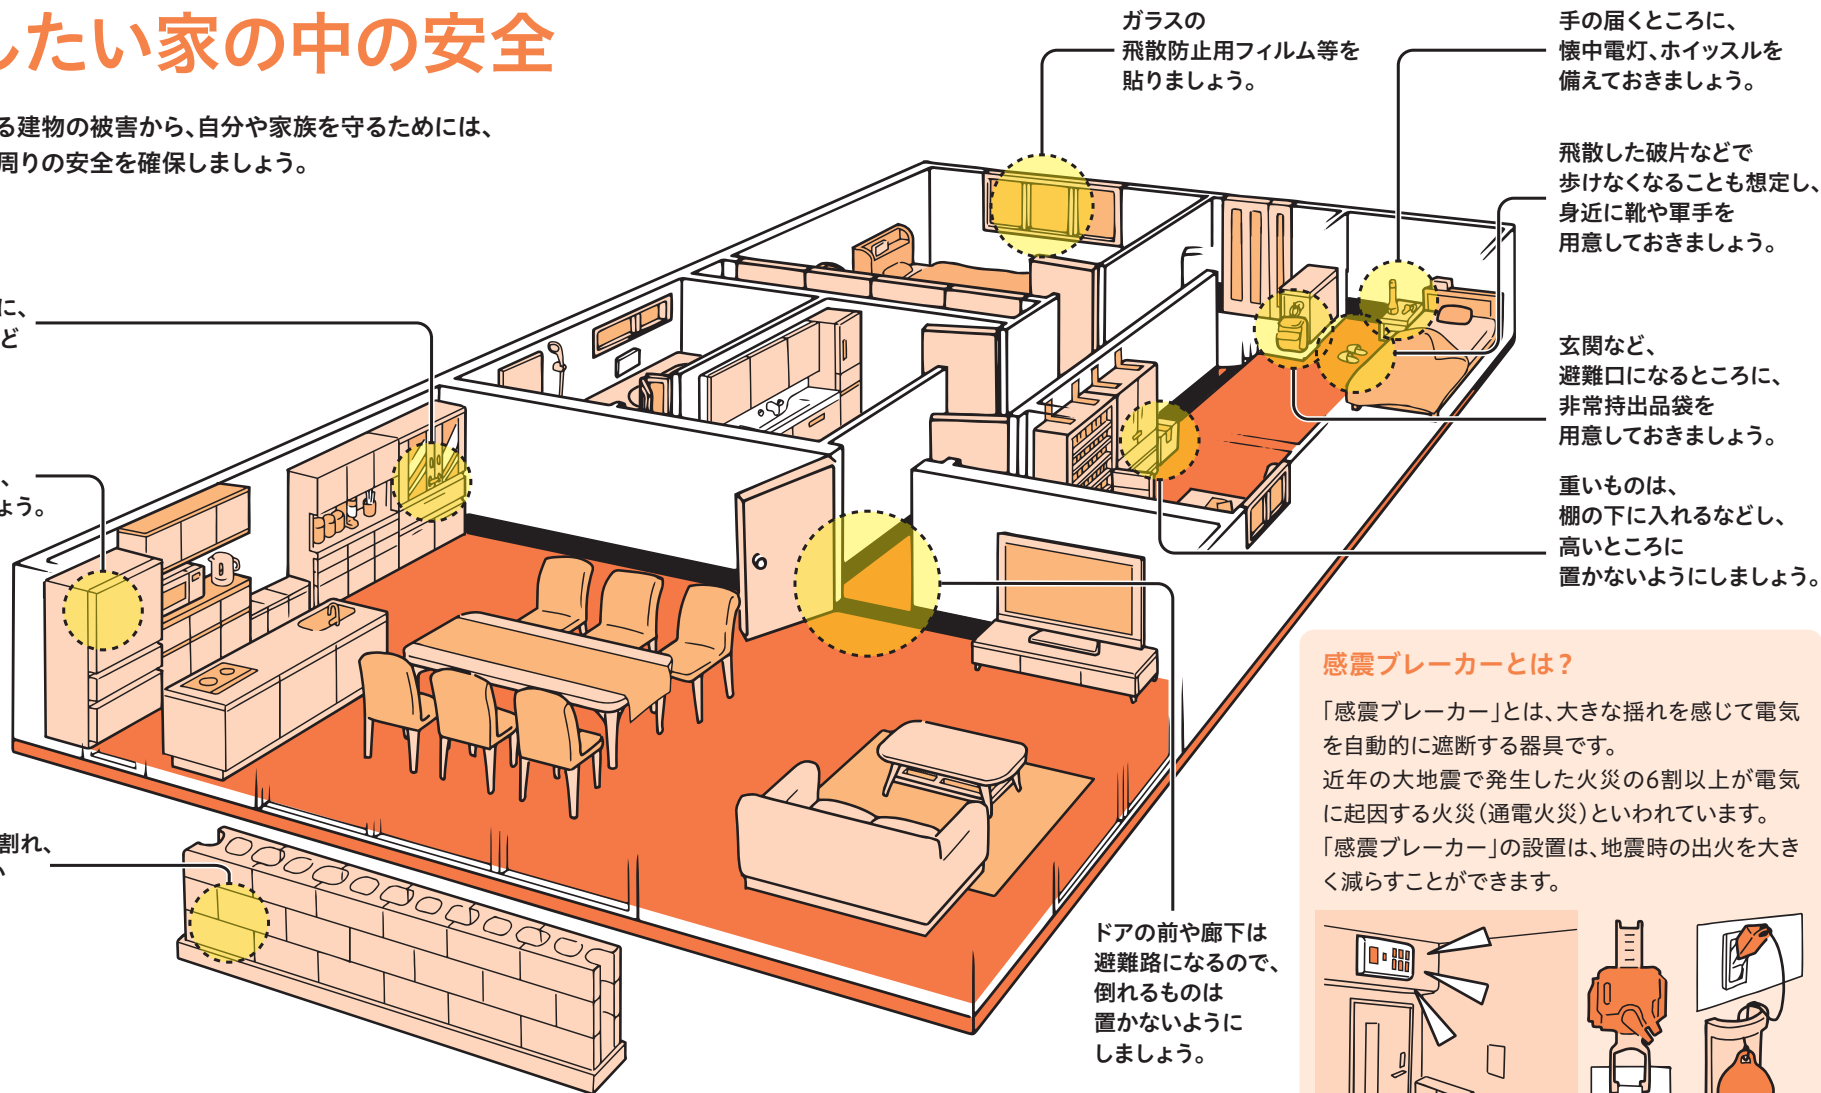 したい家の中の安全
る建物の被害から、自分や家族を守るためには、
周りの安全を確保しましょう。
に、
ど
、
ょう。
割れ、
ガラスの
飛散防止用フィルム等を
貼りましょう。
手の届くところに、
懐中電灯、ホイッスルを
備えておきましょう。
飛散した破片などで
歩けなくなることも想定し、
身近に靴や軍手を
用意しておきましょう。
玄関など、
避難口になるところに、
非常持出品袋を
用意しておきましょう。
重いものは、
棚の下に入れるなどし、
高いところに
置かないようにしましょう。
ドアの前や廊下は
避難路になるので、
倒れるものは
置かないように
しましょう。
感震ブレーカーとは？
「感震ブレーカー」とは、大きな揺れを感じて電気
を自動的に遮断する器具です。
近年の大地震で発生した火災の6割以上が電気
に起因する火災（通電火災）といわれています。
「感震ブレーカー」の設置は、地震時の出火を大き
く減らすことができます。